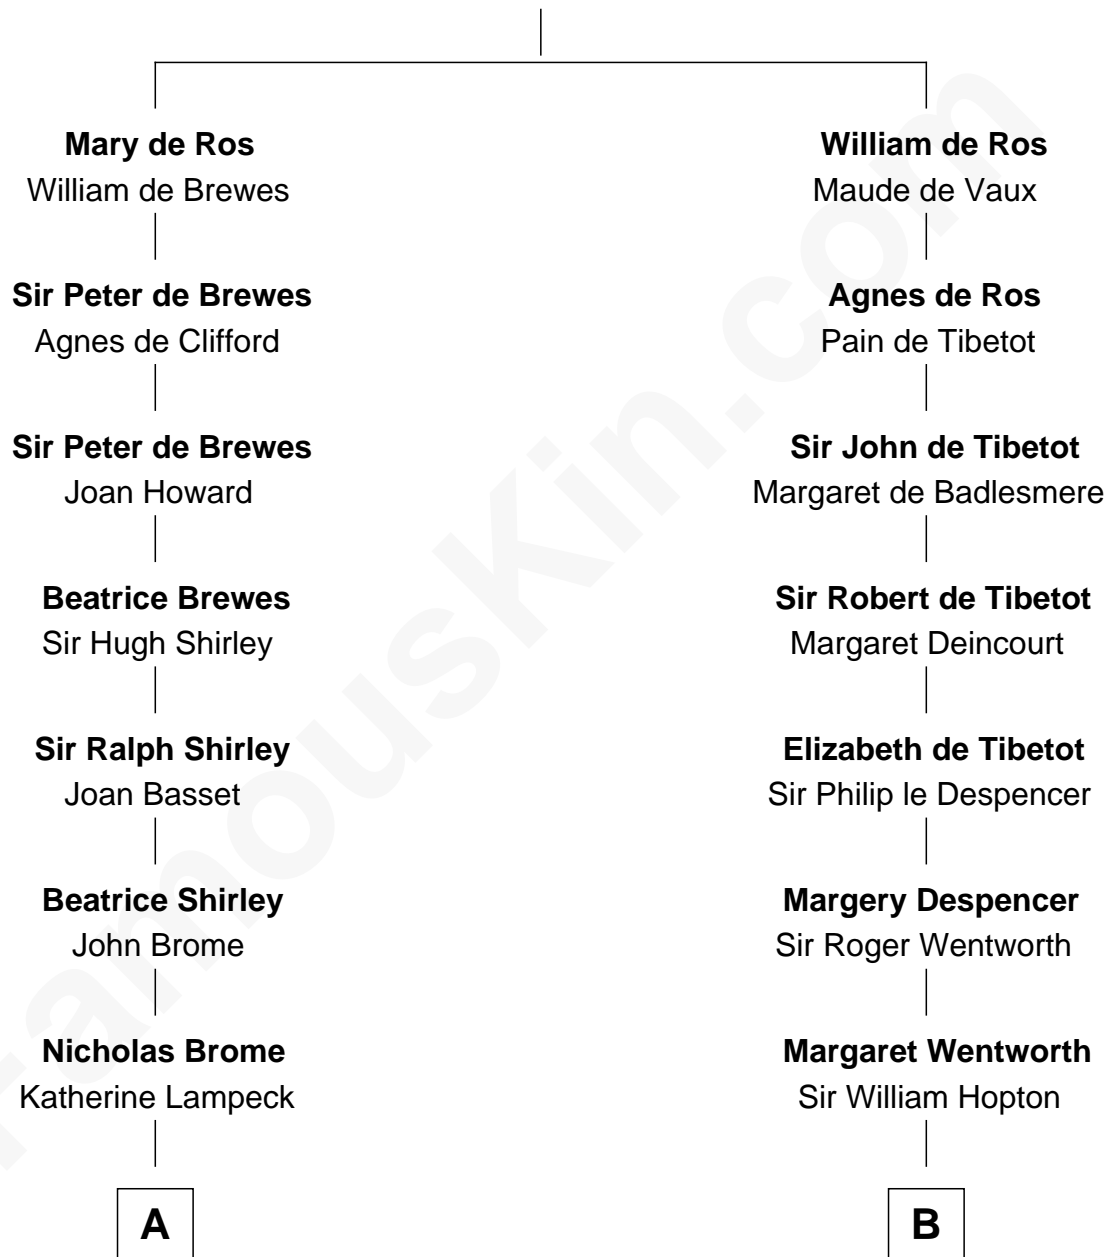 Mary de Ros
William de Brewes
Sir Peter de Brewes
Agnes de Clifford
Sir Peter de Brewes
Joan Howard
Beatrice Brewes
Sir Hugh Shirley
Sir Ralph Shirley
Joan Basset
Beatrice Shirley
John Brome
Nicholas Brome
Katherine Lampeck
A
William de Ros
Maude de Vaux
Agnes de Ros
Pain de Tibetot
Sir John de Tibetot
Margaret de Badlesmere
Sir Robert de Tibetot
Margaret Deincourt
Elizabeth de Tibetot
Sir Philip le Despencer
Margery Despencer
Sir Roger Wentworth
Margaret Wentworth
Sir William Hopton
B
FamousKin.com